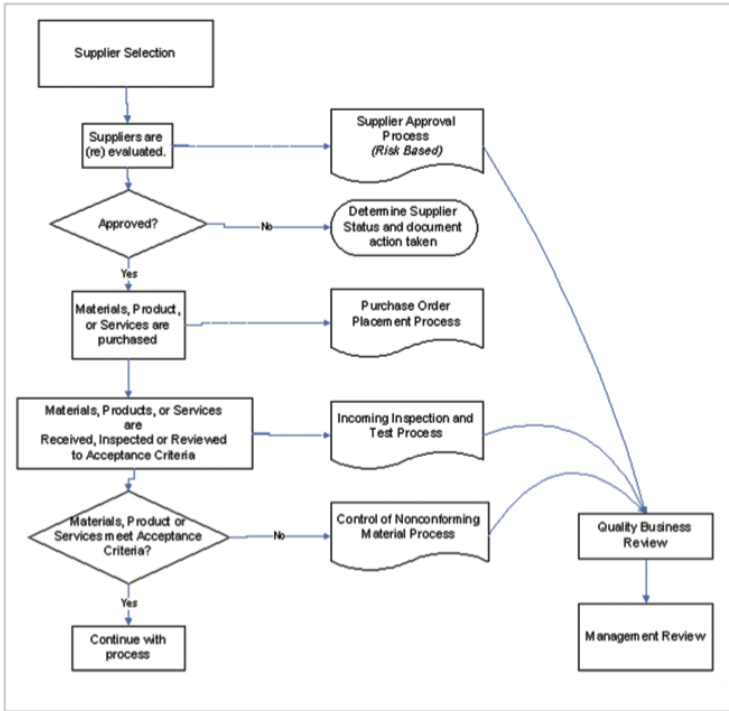 Supplier Selection
Suppliers are
(re) evaluated.
Supplier Approval
Process
(Risk Based)
Approved?
No
Determine Supplier
Status and document
action taken
Yes
Materials, Product,
or Services are
purchased
Purchase Order
Placement Process
Materials, Products, or Services
are
Received, Inspected or Reviewed
to Acceptance Criteria
Incoming Inspection and
Test Process
Materials, Product or
Services meet Acceptance
Criteria?
No
Control of Nonconforming
Material Process
Quality Business
Review
Yes
Continue with
process
Management Review